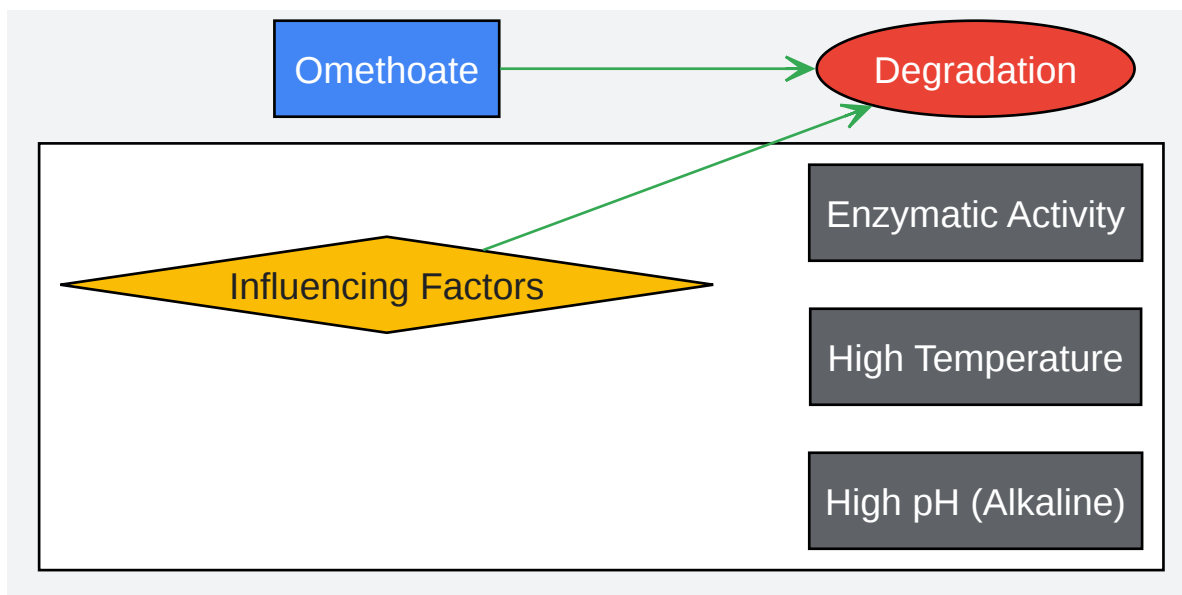 Omethoate
Degradation
Enzymatic Activity
Influencing Factors
High Temperature
High pH (Alkaline)